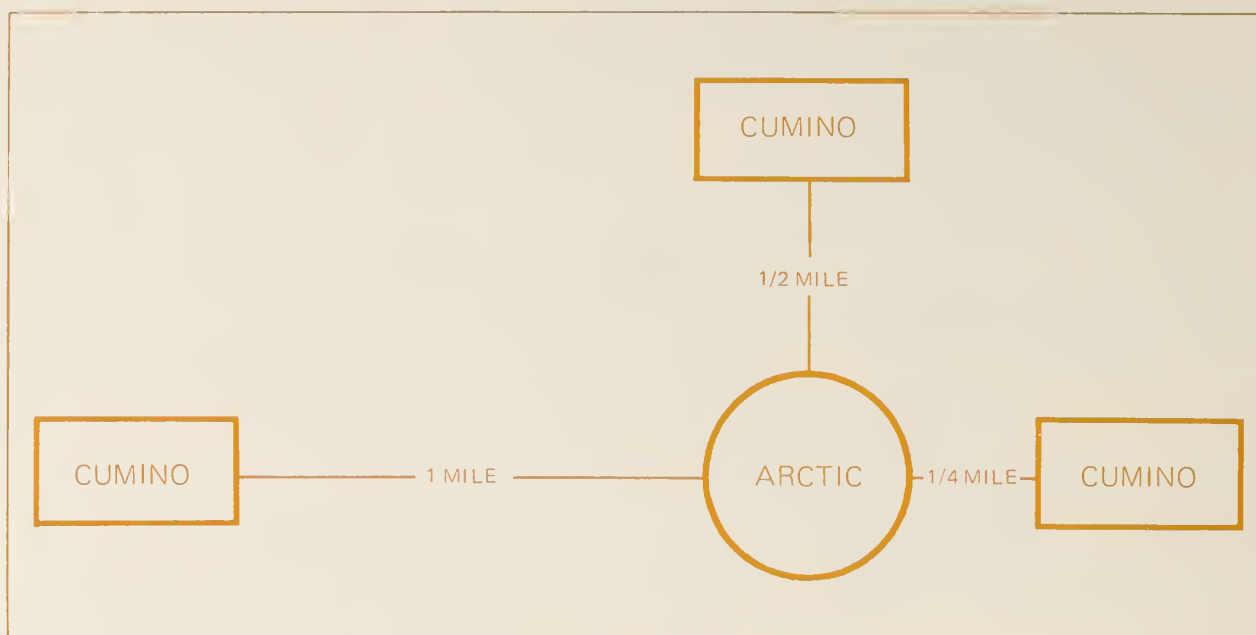 CUMINO
1/2 MILE
CUMINO
1 MILE
ARCTIC
1/4 MILE
CUMINO